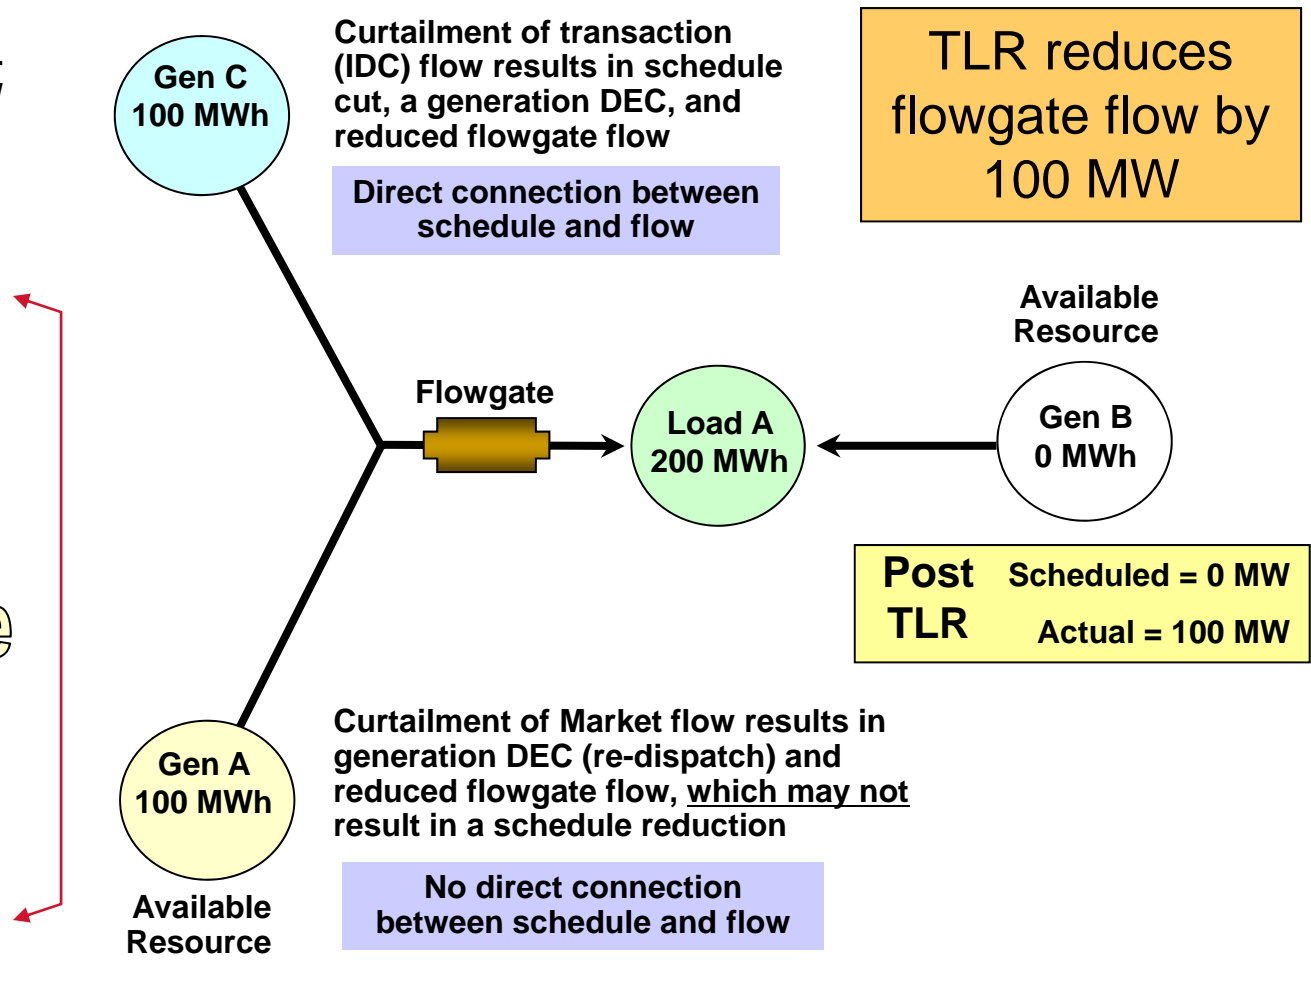 Curtailment of transaction
(IDC) flow results in schedule
cut, a generation DEC, and
reduced flowgate flow
Direct connection between
schedule and flow
TLR reduces
flowgate flow by
100 MW
Gen C
100 MWh
Available
Resource
Flowgate
Load A
200 MWh
Gen B
0 MWh
Post
TLR
Scheduled = 0 MW
Actual = 100 MW
Gen A
100 MWh
Available
Resource
Curtailment of Market flow results in
generation DEC (re-dispatch) and
reduced flowgate flow, which may not
result in a schedule reduction
No direct connection
between schedule and flow